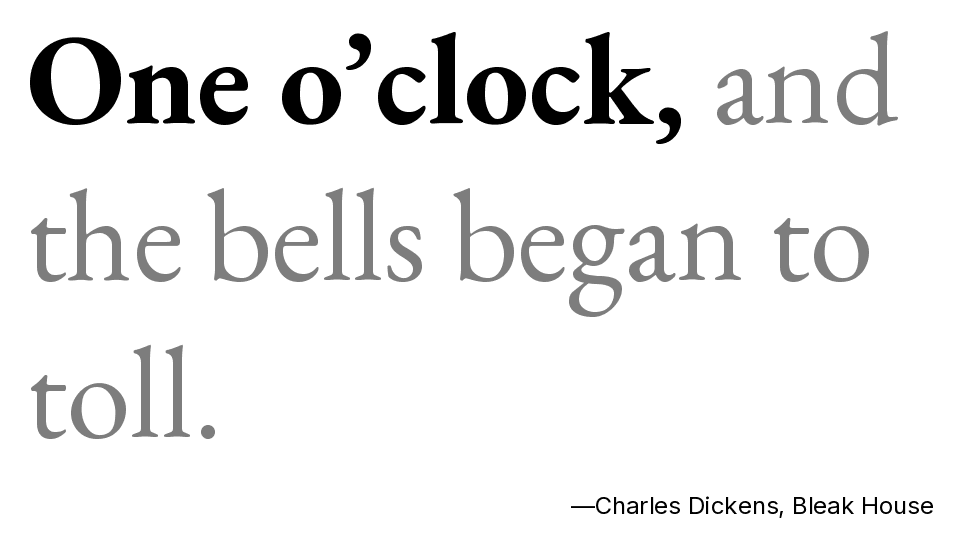 One o’clock, and
the bells began to
toll.
—Charles Dickens, Bleak House